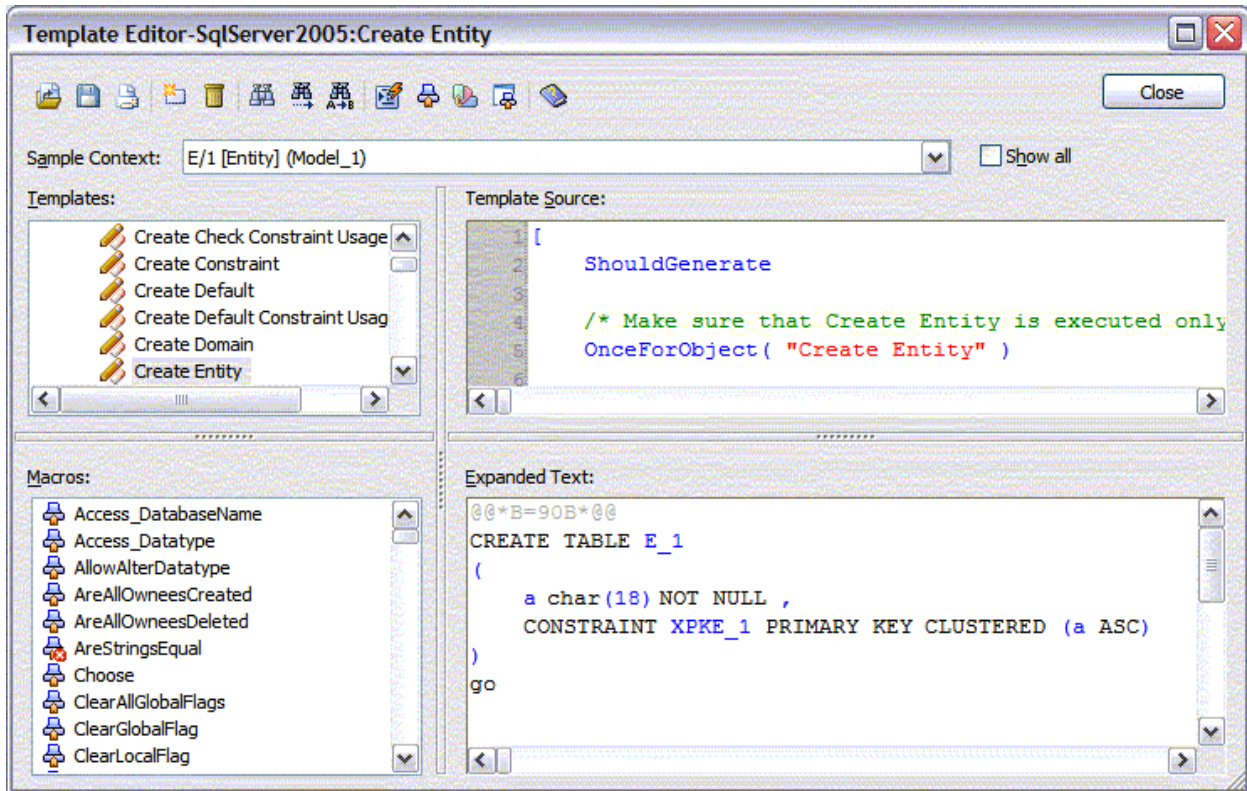 Template Editor-SqlServer2005:Create Entity
A→B
Close
Sample Context:
E/1 [Entity] (Model_1)
Show all
Templates:
Create Check Constraint Usage
Create Constraint
Create Default
Create Default Constraint Usag
Create Domain
Create Entity
Template Source:
1 [
2 ShouldGenerate
3
4 /* Make sure that Create Entity is executed only
5 OnceForObject( "Create Entity" )
6
Macros:
Access_DatabaseName
Access_Datatype
AllowAlterDatatype
AreAllOwneesCreated
AreAllOwneesDeleted
AreStringsEqual
Choose
ClearAllGlobalFlags
ClearGlobalFlag
ClearLocalFlag
Expanded Text:
@@*B=90B*@@
CREATE TABLE E_1
(
a char(18) NOT NULL ,
CONSTRAINT XPKE_1 PRIMARY KEY CLUSTERED (a ASC)
)
go